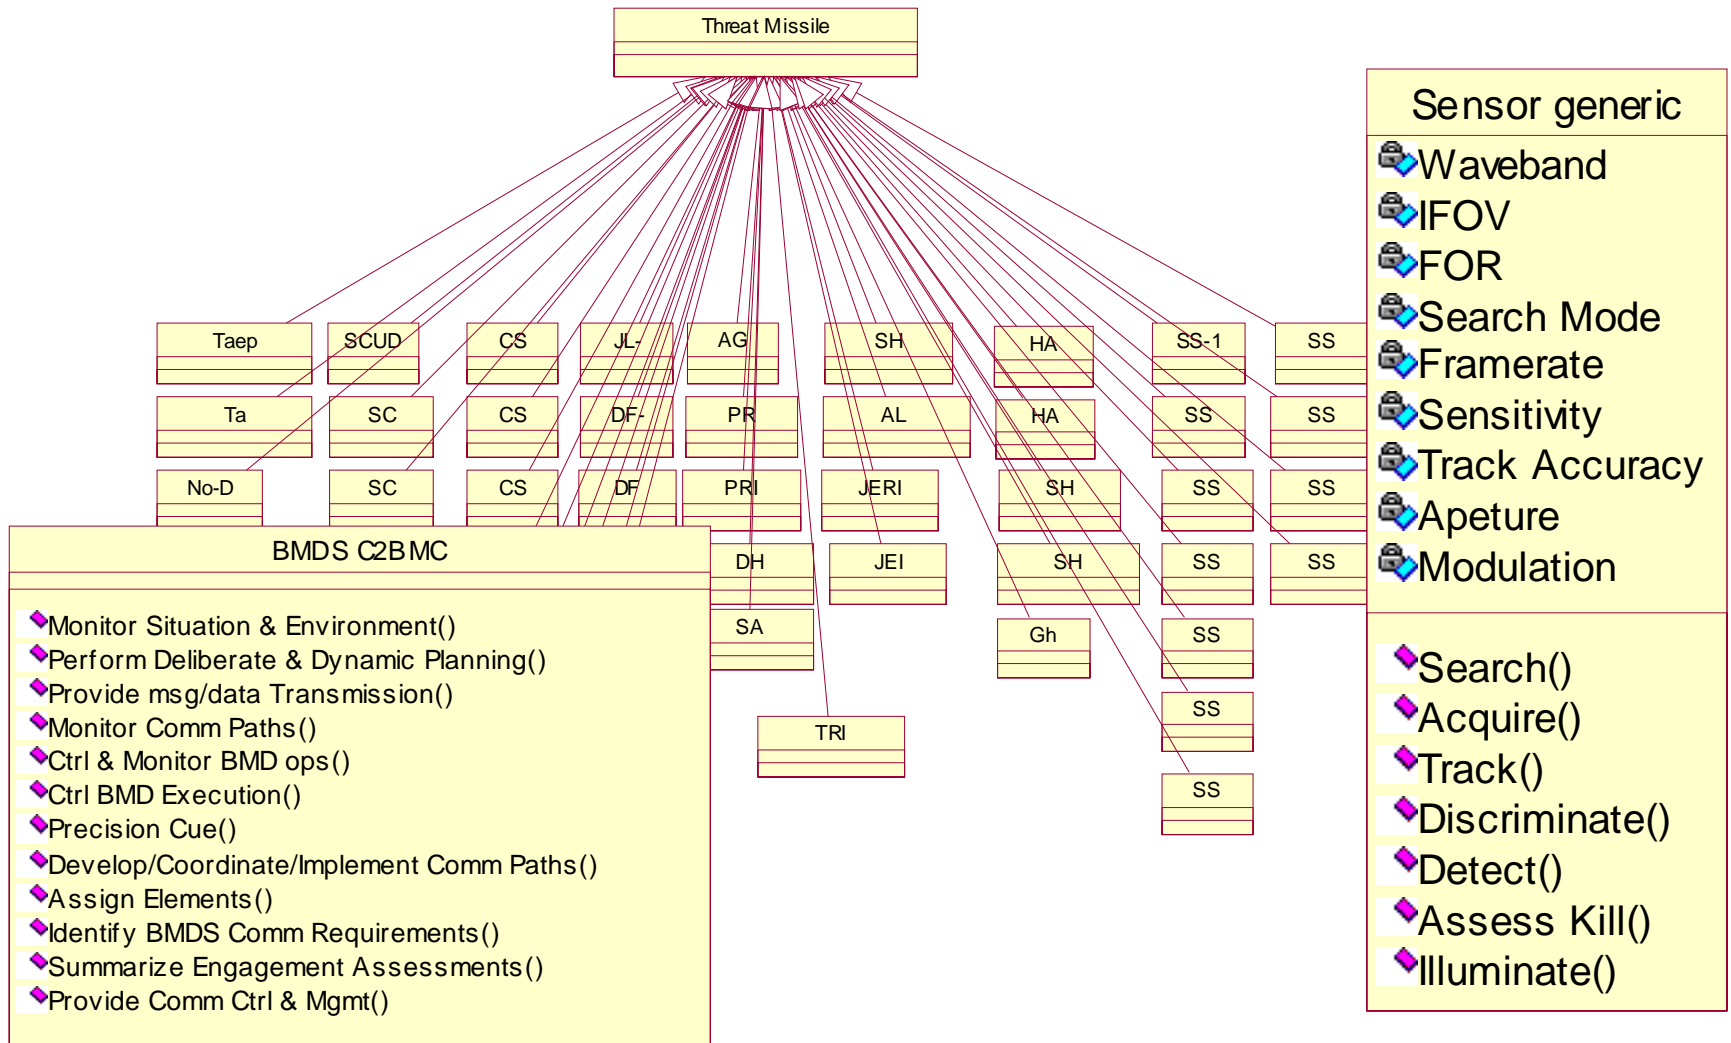 Threat Missile
Sensor generic
Waveband
IFOV
FOR
Search Mode
Framerate
Sensitivity
Track Accuracy
Apeture
Modulation
Search()
Acquire()
Track()
Discriminate()
Detect()
Assess Kill()
Illuminate()
Taep
SCUD
CS
JL-
AG
SH
HA
SS-1
SS
Ta
SC
CS
DF-
PR
AL
HA
SS
SS
No-D
SC
CS
DF
PRI
JERI
SH
SS
SS
DH
JEI
SH
SS
SS
SA
Gh
SS
SS
TRI
SS
BMDS C2BMC
Monitor Situation & Environment()
Perform Deliberate & Dynamic Planning()
Provide msg/data Transmission()
Monitor Comm Paths()
Ctrl & Monitor BMD ops()
Ctrl BMD Execution()
Precision Cue()
Develop/Coordinate/Implement Comm Paths()
Assign Elements()
Identify BMDS Comm Requirements()
Summarize Engagement Assessments()
Provide Comm Ctrl & Mgmt()